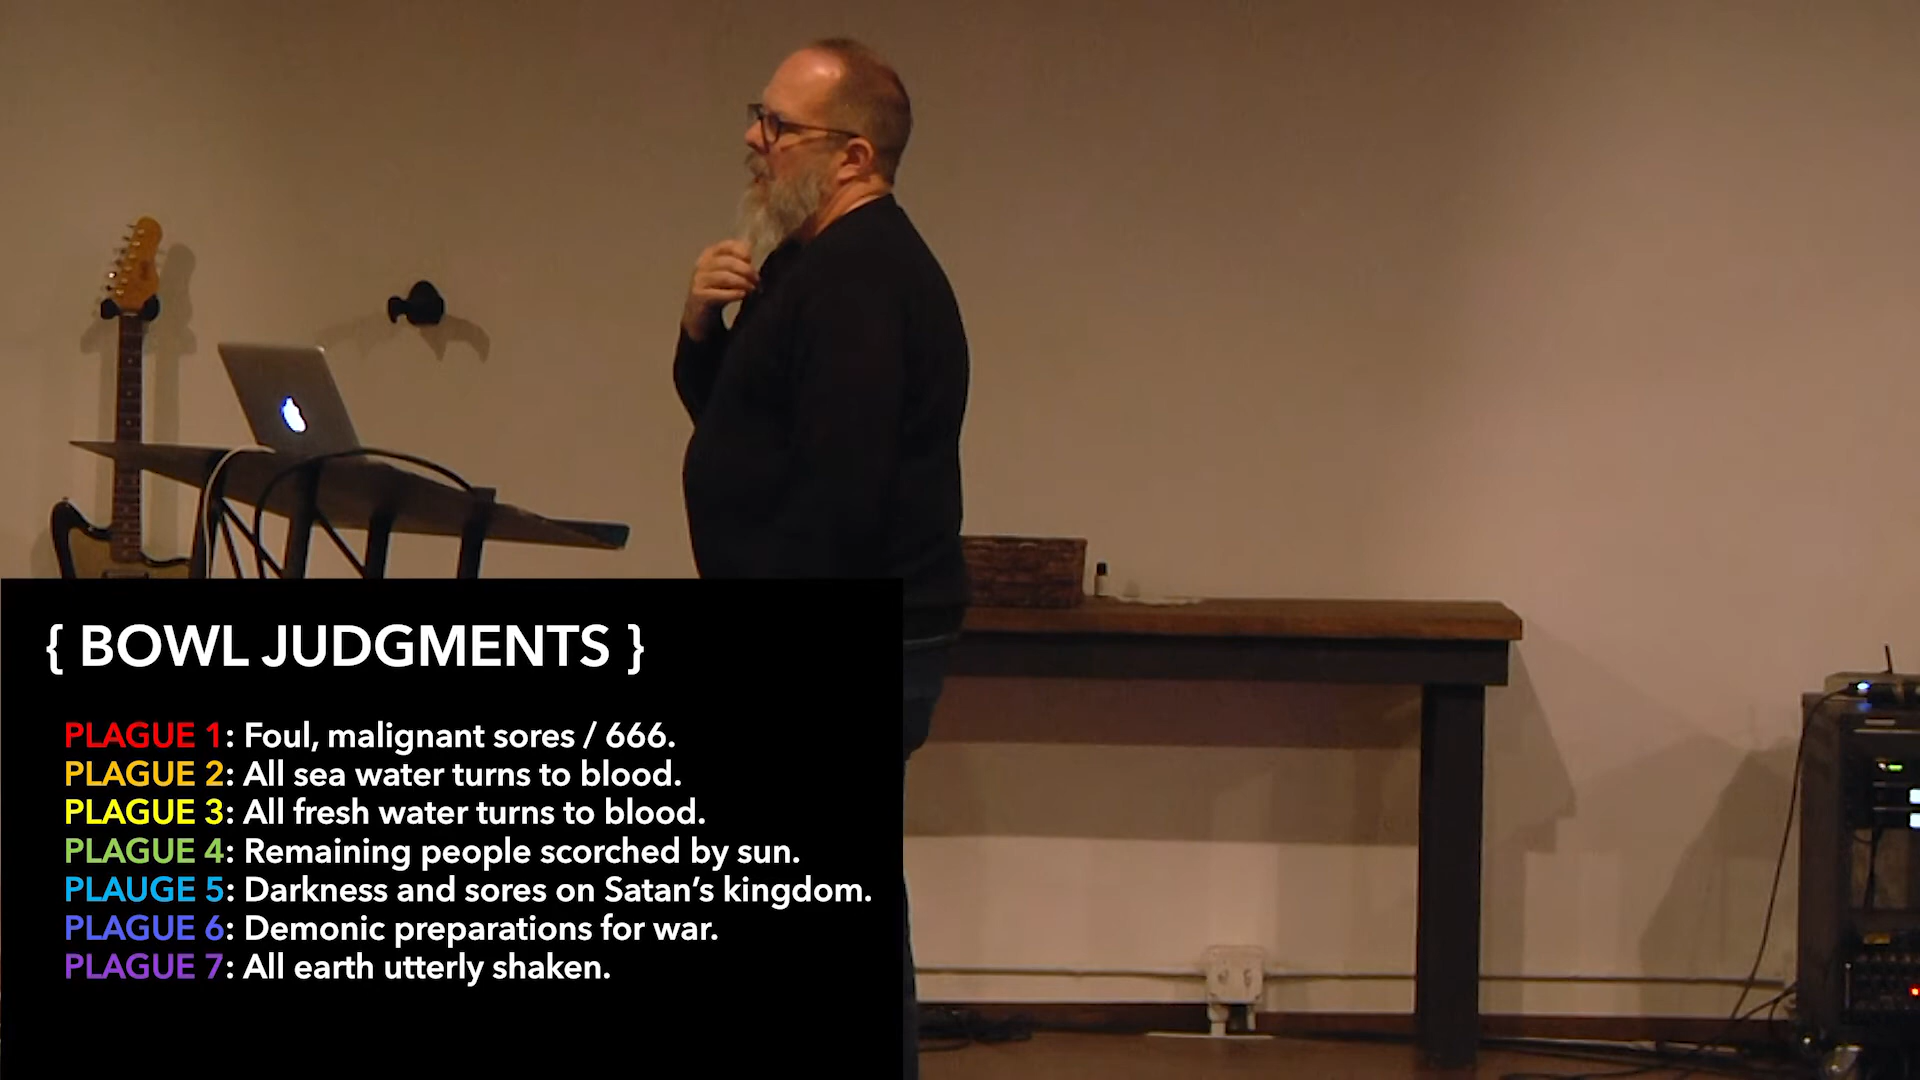 { BOWL JUDGMENTS }
PLAGUE 1: Foul, malignant sores / 666.
PLAGUE 2: All sea water turns to blood.
PLAGUE 3: All fresh water turns to blood.
PLAGUE 4: Remaining people scorched by sun.
PLAUGE 5: Darkness and sores on Satan’s kingdom.
PLAGUE 6: Demonic preparations for war.
PLAGUE 7: All earth utterly shaken.